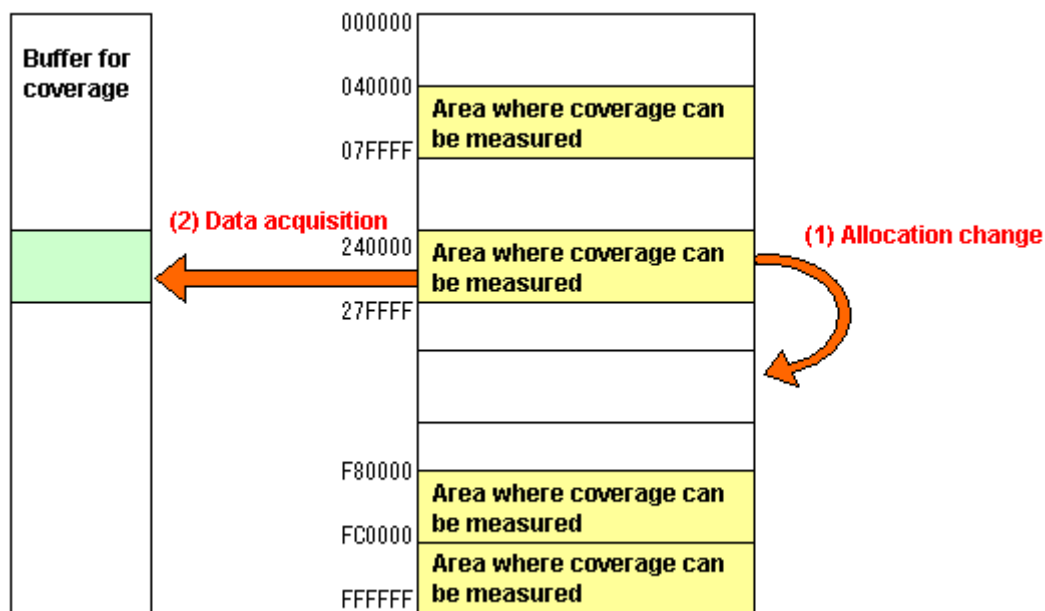 000000
Buffer for
coverage
040000
Area where coverage can
be measured
07FFFF
(2) Data acquisition
(1) Allocation change
240000
Area where coverage can
be measured
27FFFF
F80000
Area where coverage can
be measured
FC0000
Area where coverage can
be measured
FFFFFF